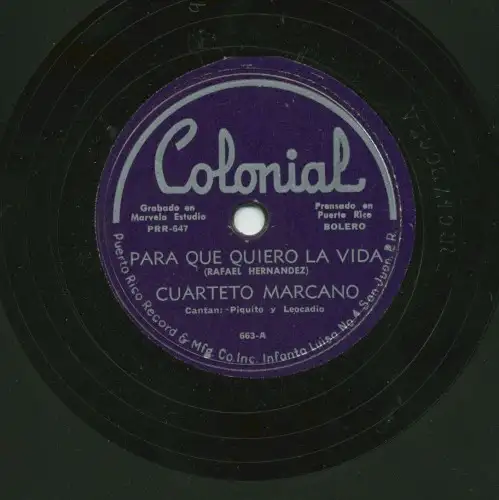 Colonial
Grabado en
Marvela Estudio
PRR-647
Prensado en
Puerto Rico
BOLERO
PARA QUE QUIERO LA VIDA
(RAFAEL HERNANDEZ)
CUARTETO MARCANO
Cantan:-Piquito y Leocadio
663-A
Puerto Rico Record & Mfg. Co. Inc. Infanta Luisa No. 4 San Juan, P.R.